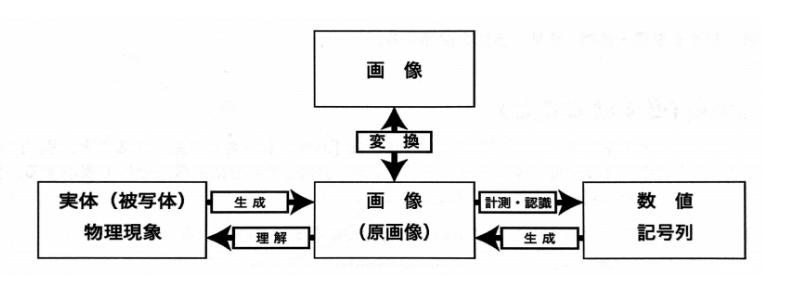 画 像
変 換
実体（被写体）
物理現象
生 成
理 解
画 像
（原画像）
計測・認識
生 成
数 値
記号列